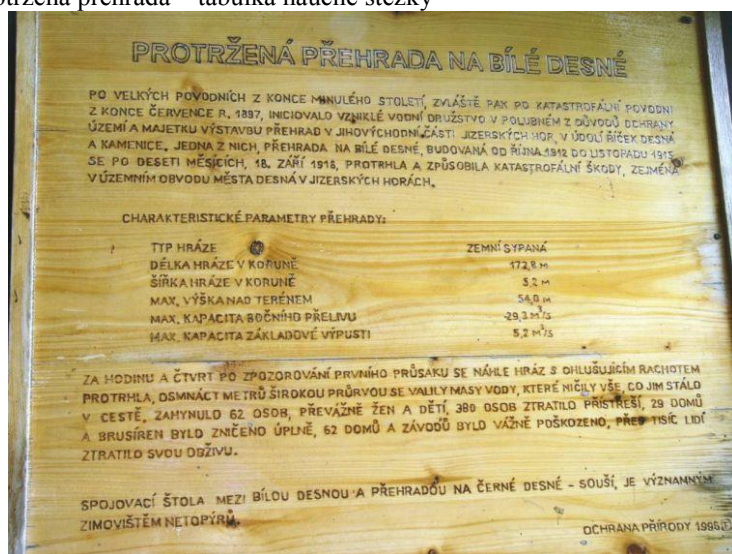 otržená přehrada – tabulka naučné stezky
PROTRŽENÁ PŘEHRADA NA BÍLÉ DESNÉ
PO VELKÝCH POVODNÍCH Z KONCE MINULÉHO STOLETÍ, ZVLÁŠTĚ PAK PO KATASTROFÁLNÍ POVODNI
Z KONCE ČERVENCE R. 1897, INICIOVALO VZNIKLÉ VODNÍ DRUŽSTVO V POLUBNÉM Z DŮVODŮ OCHRANY
ÚZEMÍ A MAJETKU VÝSTAVBU PŘEHRAD V JIHOVÝCHODNÍ ČÁSTI JIZERSKÝCH HOR, V ÚDOLÍ ŘÍČEK DESNÁ
A KAMENICE. JEDNA Z NICH, PŘEHRADA NA BÍLÉ DESNÉ, BUDOVANÁ OD ŘÍJNA 1912 DO LISTOPADU 1915
SE PO DESETI MĚSÍCÍCH, 18. ZÁŘÍ 1916, PROTRHLA A ZPŮSOBILA KATASTROFÁLNÍ ŠKODY, ZEJMÉNA
V ÚZEMNÍM OBVODU MĚSTA DESNÁ V JIZERSKÝCH HORÁCH.
CHARAKTERISTICKÉ PARAMETRY PŘEHRADY:
TYP HRÁZE ZEMNÍ SYPANÁ
DÉLKA HRÁZE V KORUNĚ 172,8 M
ŠÍŘKA HRÁZE V KORUNĚ 5,2 M
MAX. VÝŠKA NAD TERÉNEM 54,0 M
MAX. KAPACITA BOČNÍHO PŘELIVU 29,3 M³/S
MAX. KAPACITA ZÁKLADOVÉ VÝPUSTI 5,2 M³/S
ZA HODINU A ČTVRT PO ZPOZOROVÁNÍ PRVNÍHO PRŮSAKU SE NÁHLE HRÁZ S OHLUŠUJÍCÍM RACHOTEM
PROTRHLA, OSMNÁCT METRŮ ŠIROKOU PRŮRVOU SE VALILY MASY VODY, KTERÉ NIČILY VŠE, CO JIM STÁLO
V CESTĚ, ZAHYNULO 62 OSOB, PŘEVÁŽNĚ ŽEN A DĚTÍ, 380 OSOB ZTRATILO PŘÍSTŘEŠÍ, 29 DOMŮ
A BRUSÍREN BYLO ZNIČENO ÚPLNĚ, 62 DOMŮ A ZÁVODŮ BYLO VÁŽNĚ POŠKOZENO, PŘES TISÍC LIDÍ
ZTRATILO SVOU OBŽIVU.
SPOJOVACÍ ŠTOLA MEZI BÍLOU DESNOU A PŘEHRADOU NA ČERNÉ DESNÉ - SOUŠÍ, JE VÝZNAMNÝM
ZIMOVIŠTĚM NETOPÝRŮ.
OCHRANA PŘÍRODY 1996